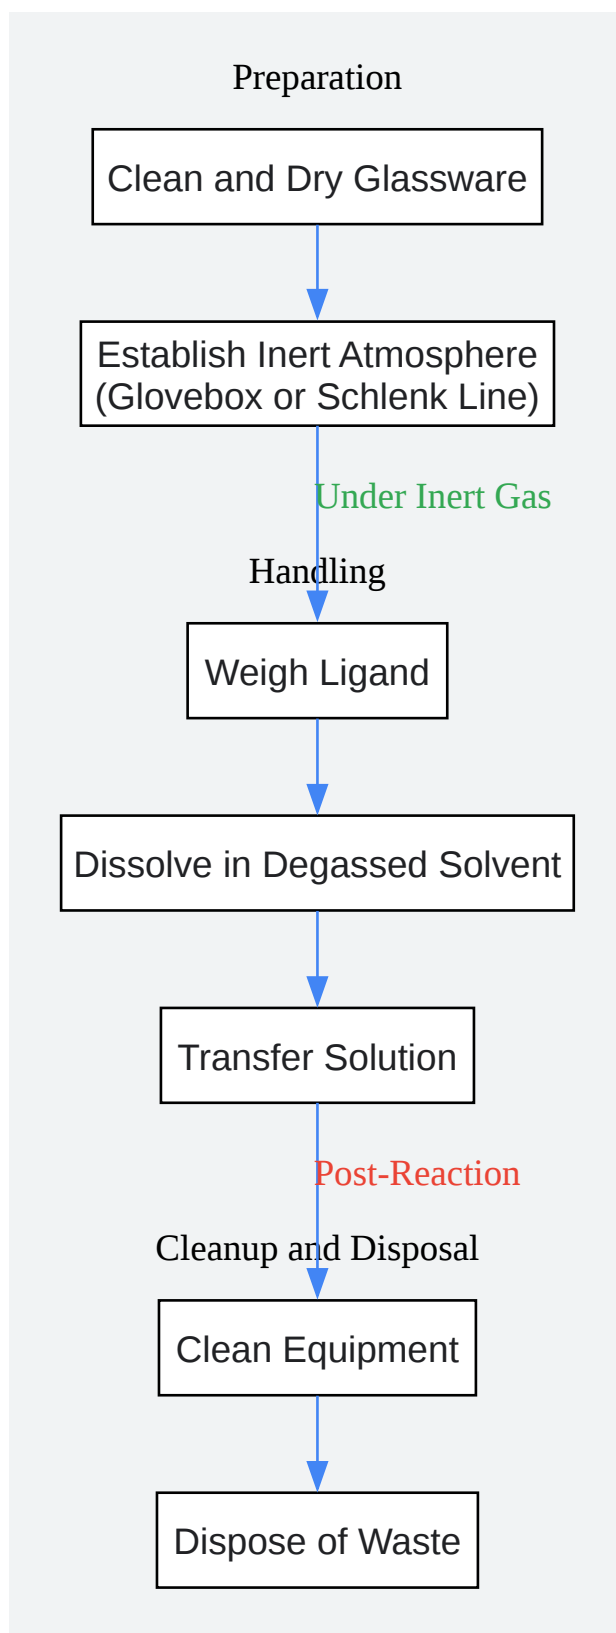 Preparation
Clean and Dry Glassware
Establish Inert Atmosphere
(Glovebox or Schlenk Line)
Under Inert Gas
Handling
Weigh Ligand
Dissolve in Degassed Solvent
Transfer Solution
Post-Reaction
Cleanup and Disposal
Clean Equipment
Dispose of Waste